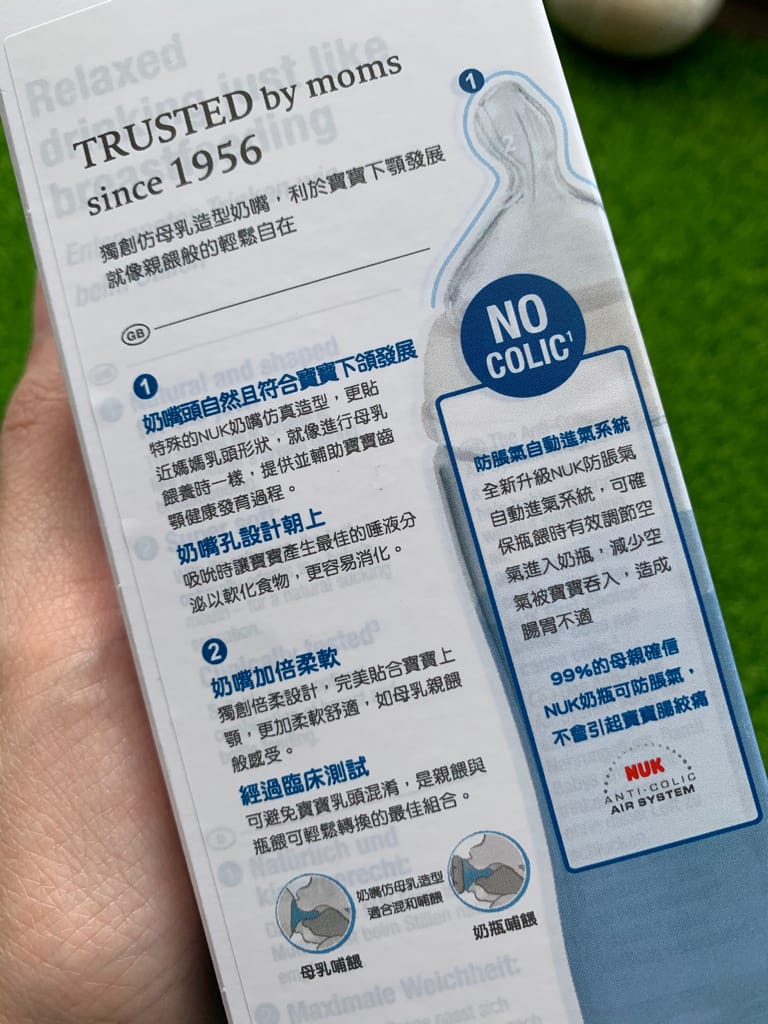 Relaxed
drinking just like
breastfeeding
TRUSTED by moms
since 1956
獨創仿母乳造型奶嘴，利於寶寶下顎發展
就像親餵般的輕鬆自在
GB
1
奶嘴頭自然且符合寶寶下頜發展
特殊的NUK奶嘴仿真造型，更貼
近媽媽乳頭形狀，就像進行母乳
餵養時一樣，提供並輔助寶寶齒
顎健康發育過程。
奶嘴孔設計朝上
吸吮時讓寶寶產生最佳的唾液分
泌以軟化食物，更容易消化。
2
奶嘴加倍柔軟
獨創倍柔設計，完美貼合寶寶上
顎，更加柔軟舒適，如母乳親餵
般感受。
經過臨床測試
可避免寶寶乳頭混淆，是親餵與
瓶餵可輕鬆轉換的最佳組合。
奶嘴仿母乳造型
適合混和哺餵
母乳哺餵
奶瓶哺餵
1
2
NO
COLIC¹
防脹氣自動進氣系統
全新升級NUK防脹氣
自動進氣系統，可確
保瓶餵時有效調節空
氣進入奶瓶，減少空
氣被寶寶吞入，造成
腸胃不適
99%的母親確信
NUK奶瓶可防脹氣，
不會引起寶寶腸絞痛
NUK
ANTI-COLIC
AIR SYSTEM
Natürlich und
2 Maximale Weichheit: